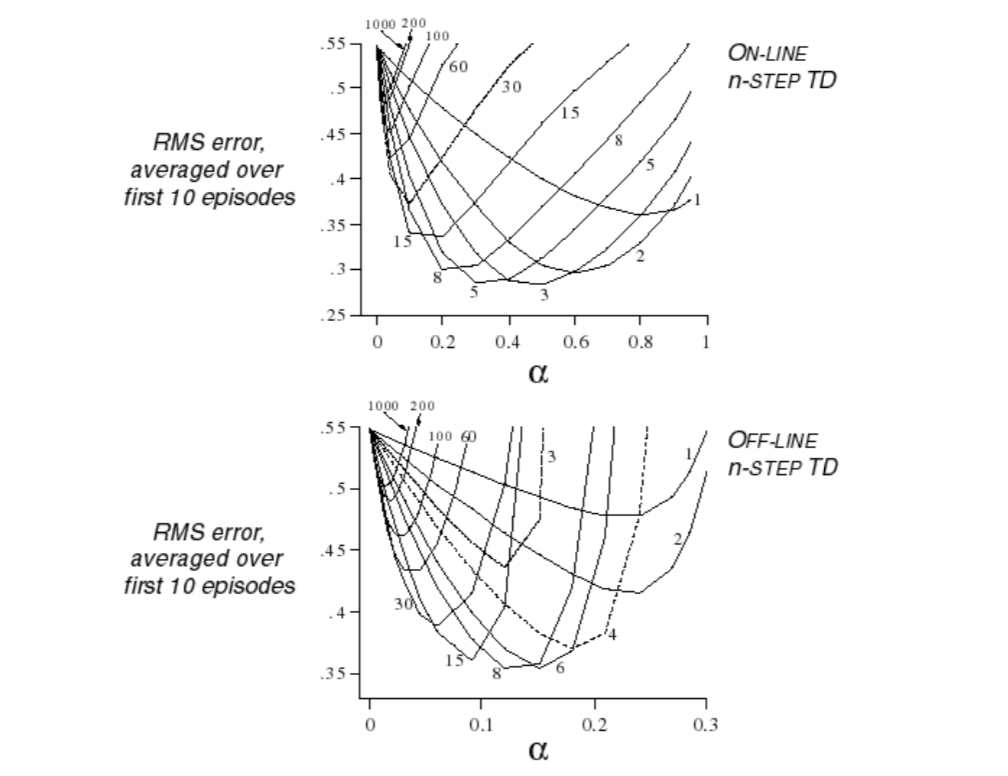 1000 200
100
60
30
15
8
5
1
2
3
5
8
15
.55
.5
.45
.4
.35
.3
.25
0 0.2 0.4 0.6 0.8 1
α
RMS error,
averaged over
first 10 episodes
ON-LINE
n-STEP TD
1000 200
100 60
3
1
2
4
6
8
15
30
.55
.5
.45
.4
.35
0 0.1 0.2 0.3
α
RMS error,
averaged over
first 10 episodes
OFF-LINE
n-STEP TD